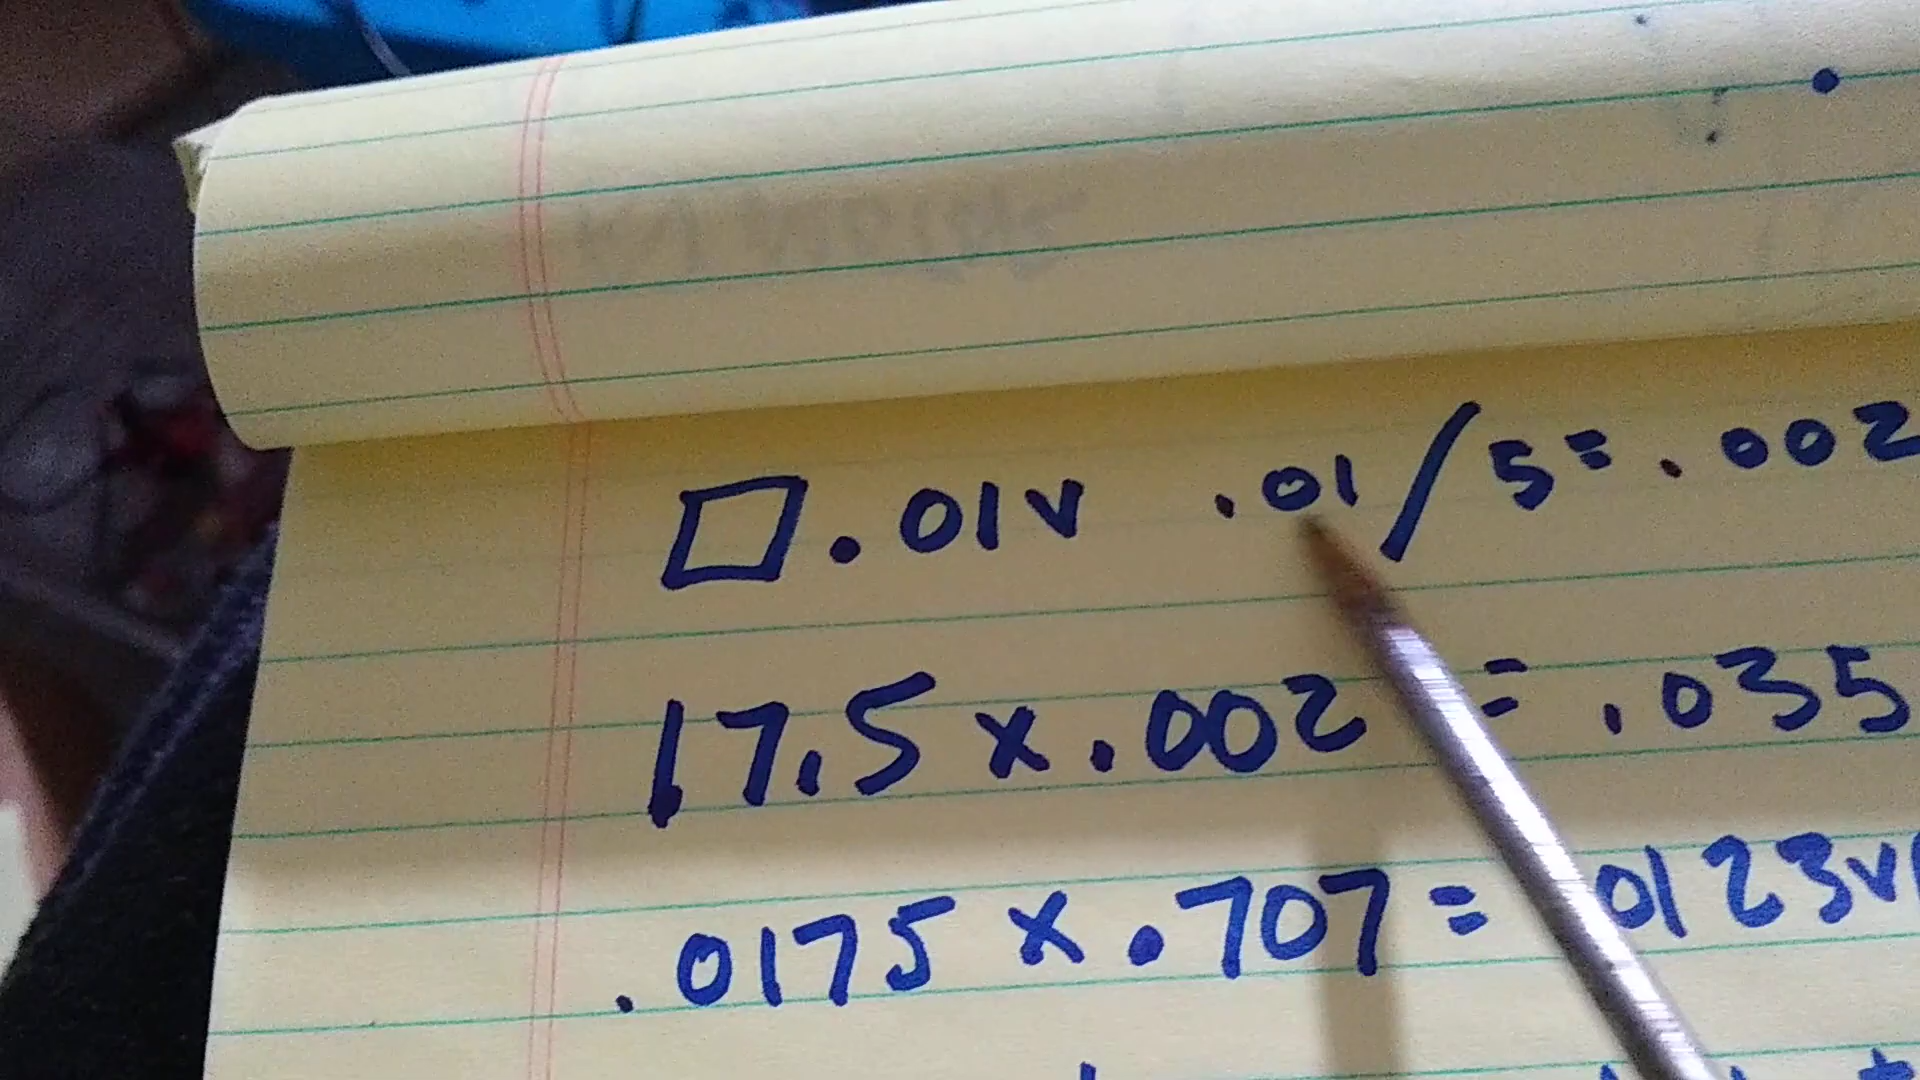 □ .01v .01/5=.002
17.5 x .002 = .035
.0175 x .707= .0123v